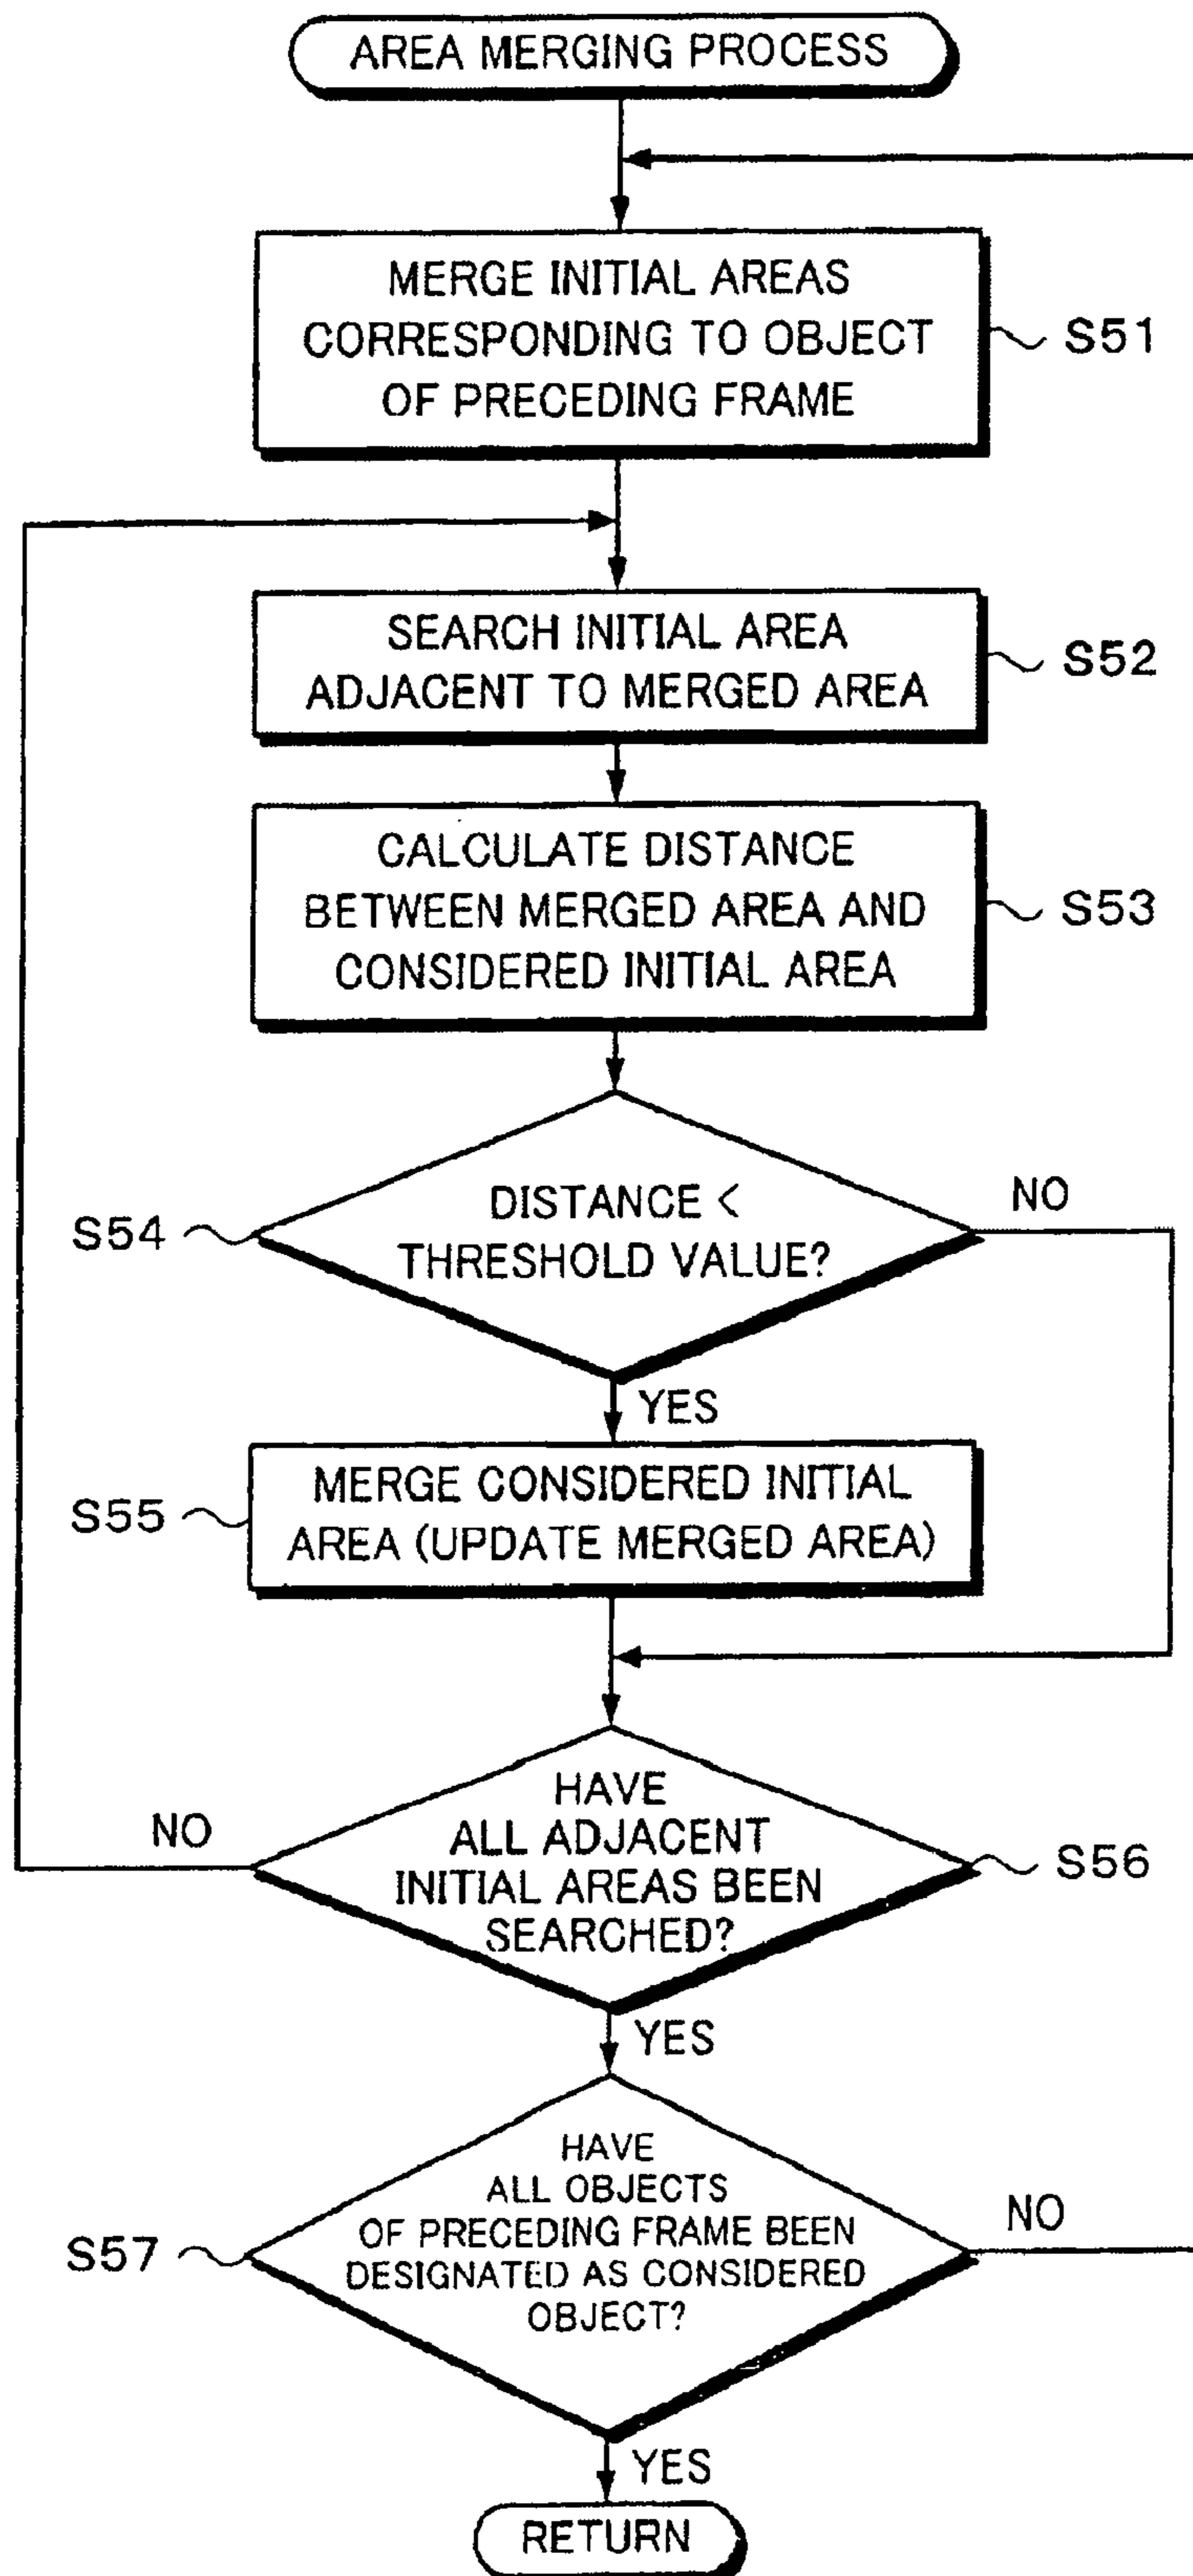 AREA MERGING PROCESS
MERGE INITIAL AREAS
CORRESPONDING TO OBJECT
OF PRECEDING FRAME
S51
SEARCH INITIAL AREA
ADJACENT TO MERGED AREA
S52
CALCULATE DISTANCE
BETWEEN MERGED AREA AND
CONSIDERED INITIAL AREA
S53
DISTANCE <
THRESHOLD VALUE?
S54
NO
YES
MERGE CONSIDERED INITIAL
AREA (UPDATE MERGED AREA)
S55
HAVE
ALL ADJACENT
INITIAL AREAS BEEN
SEARCHED?
NO
S56
YES
HAVE
ALL OBJECTS
OF PRECEDING FRAME BEEN
DESIGNATED AS CONSIDERED
OBJECT?
S57
NO
YES
RETURN